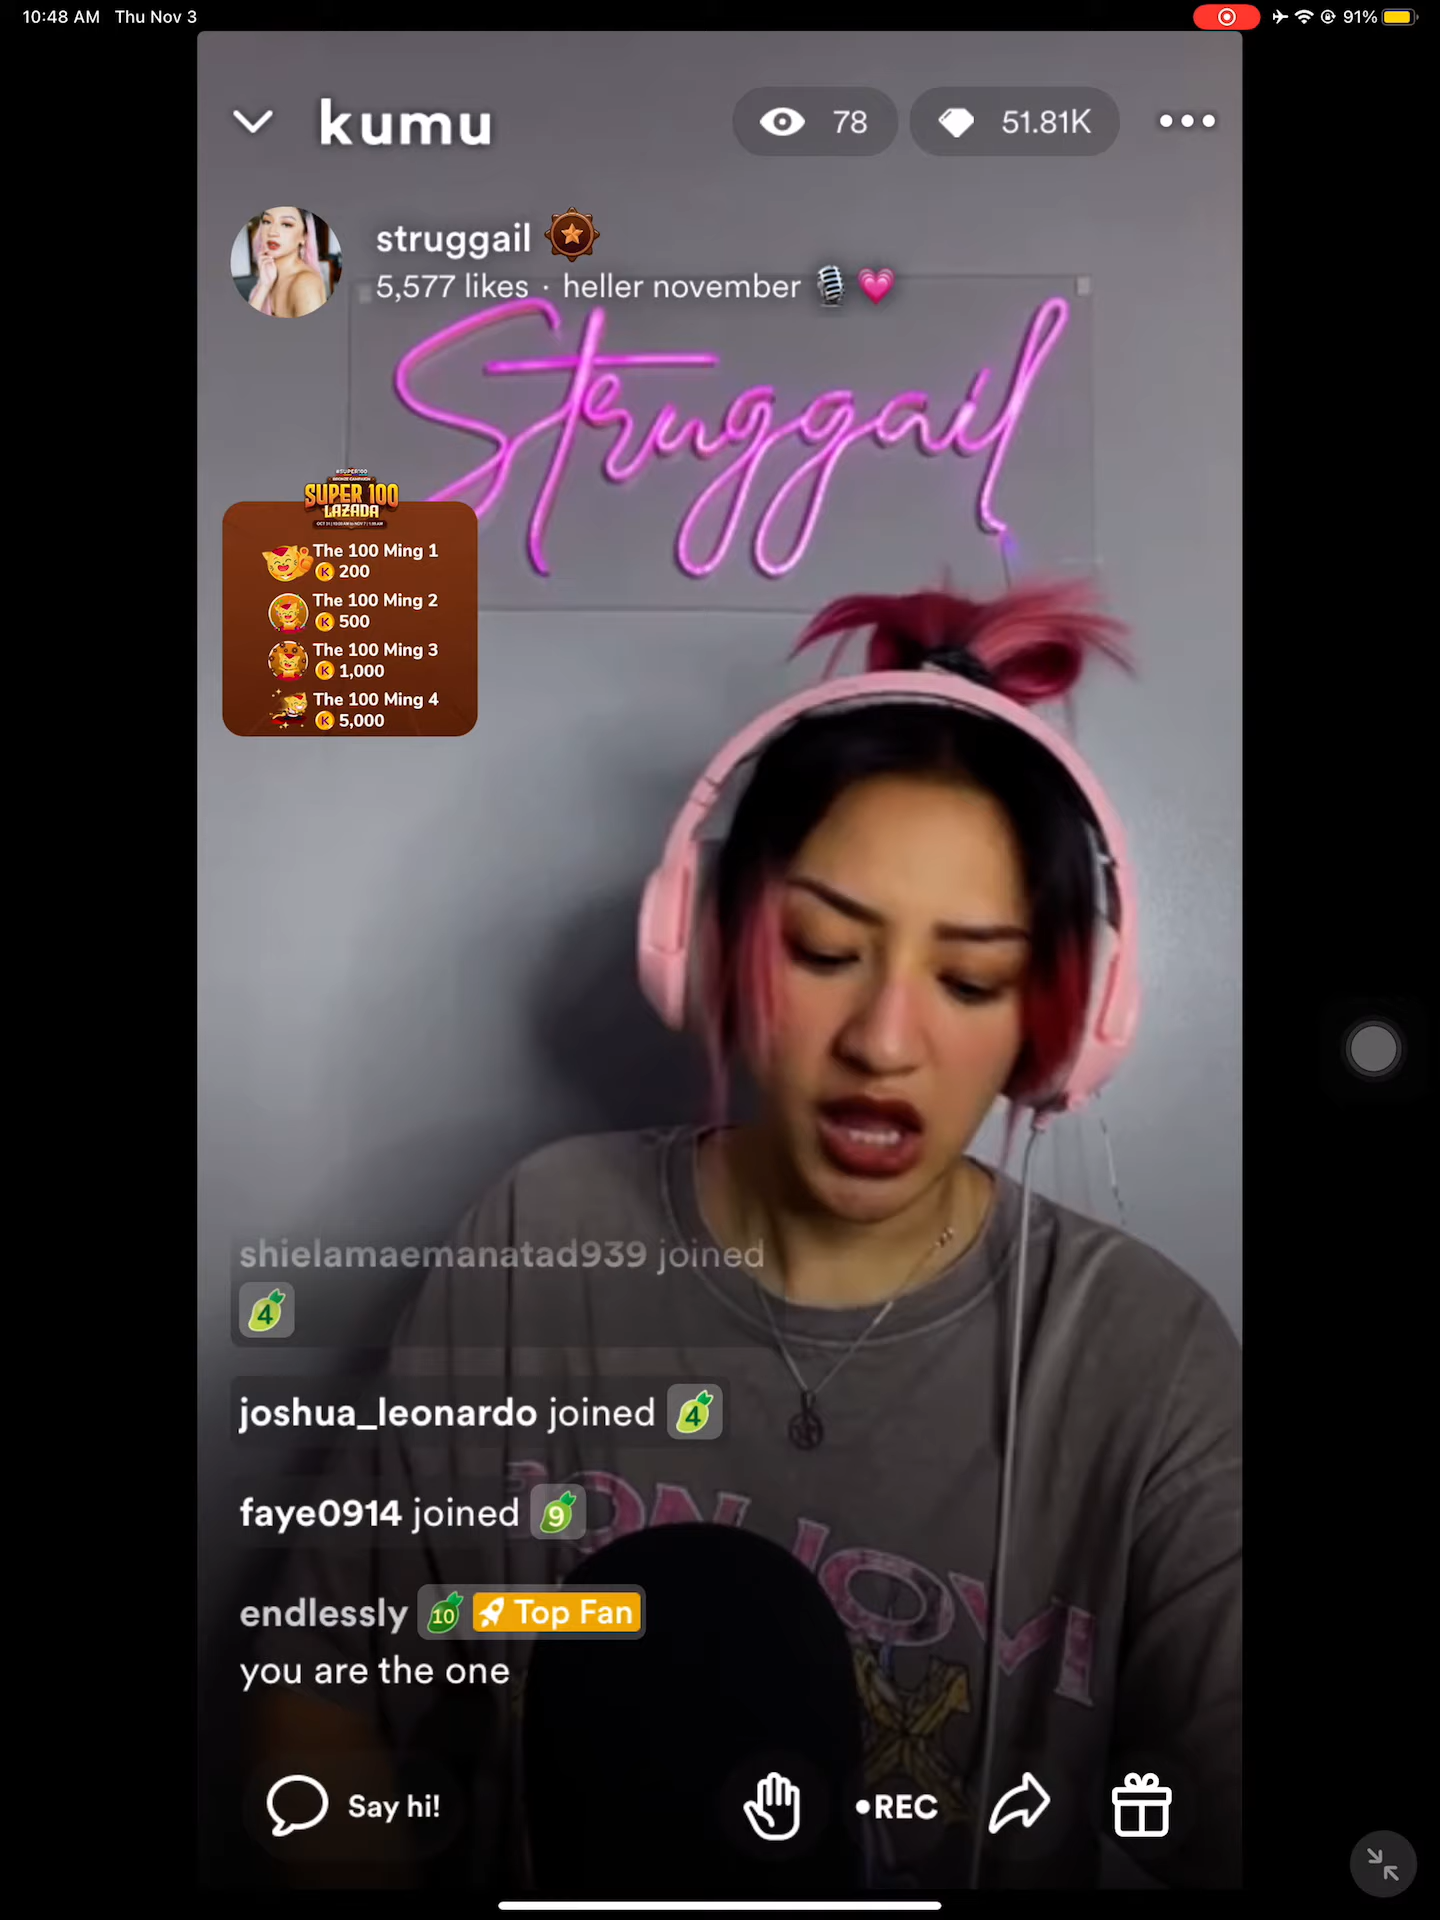 10:48 AM Thu Nov 3
91%
kumu
78
51.81K
struggail
5,577 likes · heller november
Struggail
#SUPER100
SUPER 100
LAZADA
The 100 Ming 1
K 200
The 100 Ming 2
K 500
The 100 Ming 3
K 1,000
The 100 Ming 4
K 5,000
shielamaemanatad939 joined
4
joshua_leonardo joined 4
faye0914 joined 9
endlessly 10 Top Fan
you are the one
BON JOVI
Say hi!
•REC